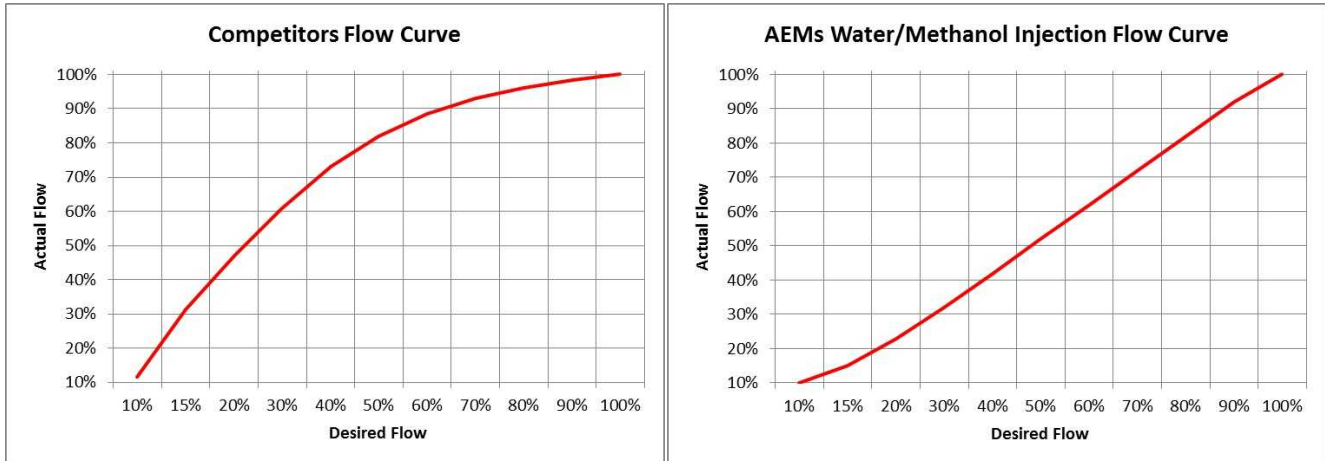 Competitors Flow Curve
100%
90%
80%
70%
60%
50%
40%
30%
20%
10%
Actual Flow
10% 15% 20% 30% 40% 50% 60% 70% 80% 90% 100%
Desired Flow
AEMs Water/Methanol Injection Flow Curve
100%
90%
80%
70%
60%
50%
40%
30%
20%
10%
Actual Flow
10% 15% 20% 30% 40% 50% 60% 70% 80% 90% 100%
Desired Flow